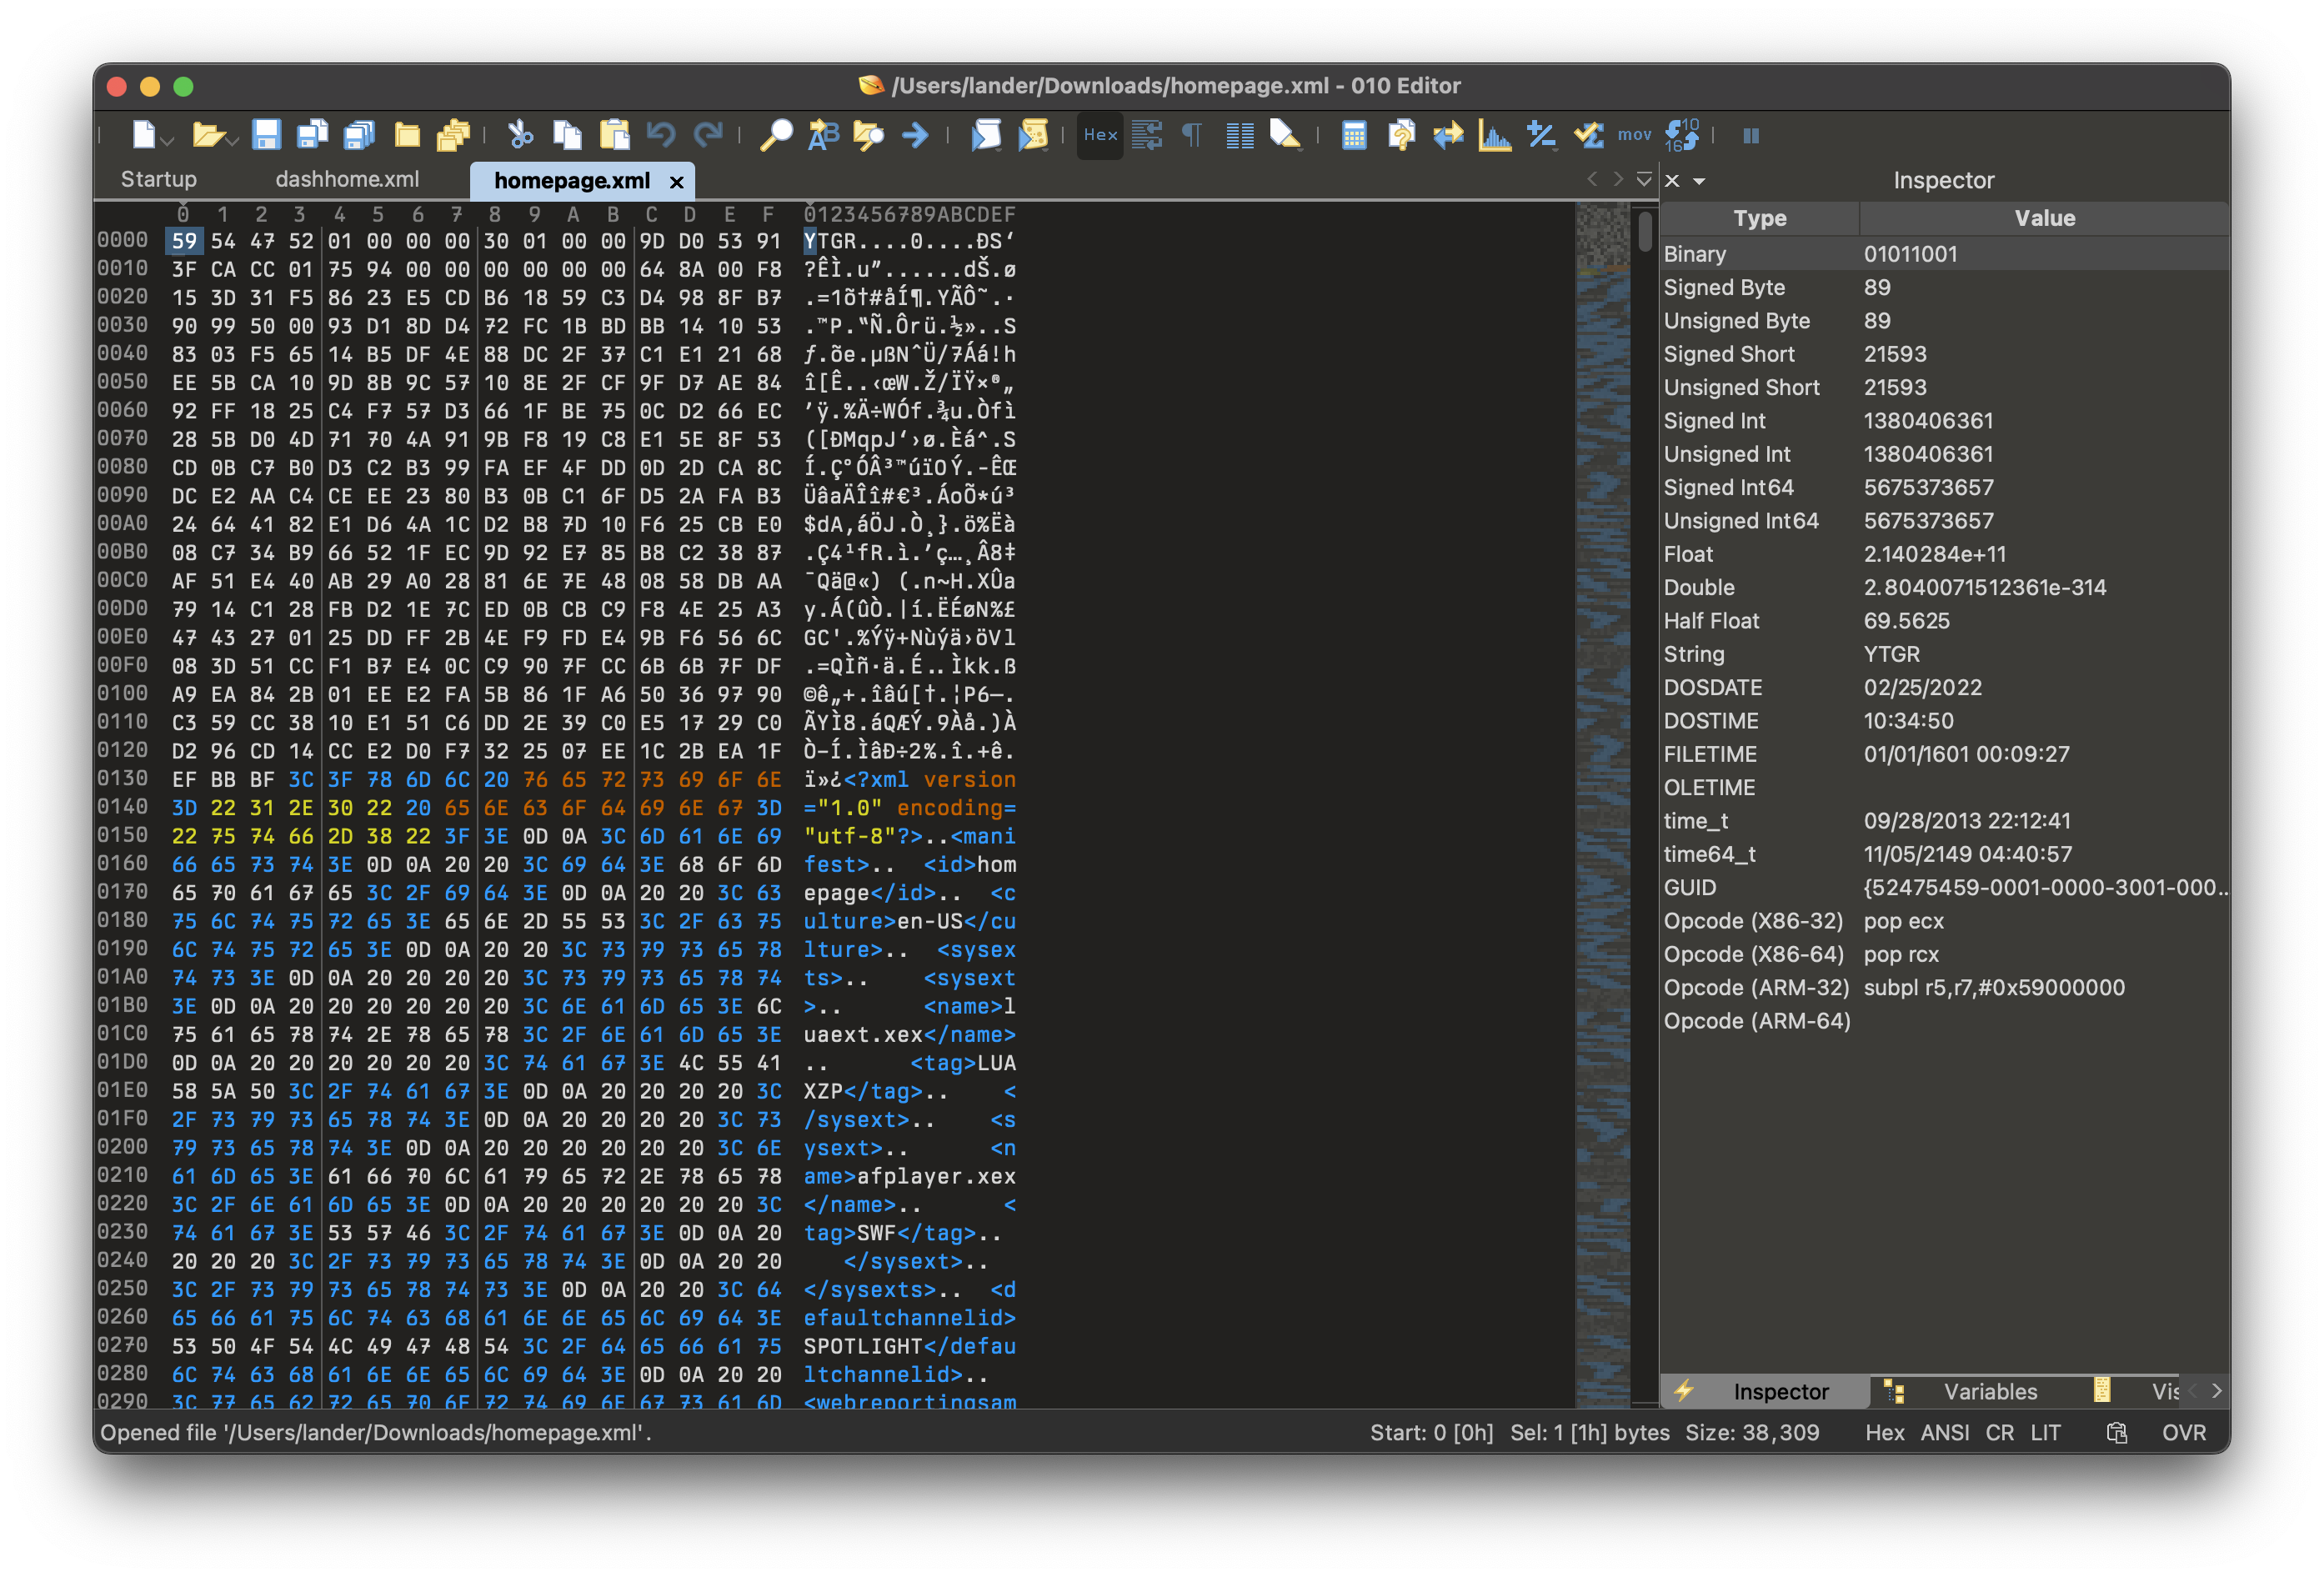 /Users/lander/Downloads/homepage.xml - 010 Editor
Hex
mov
10
16
Startup dashhome.xml homepage.xml
Inspector
0 1 2 3 4 5 6 7 8 9 A B C D E F 0123456789ABCDEF
0000 59 54 47 52 01 00 00 00 30 01 00 00 9D D0 53 91 YTGR....0....ÐS‘
0010 3F CA CC 01 75 94 00 00 00 00 00 00 64 8A 00 F8 ?ÊÌ.u”......dŠ.ø
0020 15 3D 31 F5 86 23 E5 CD B6 18 59 C3 D4 98 8F B7 .=1õ†#åÍ¶.YÃÔ˜.·
0030 90 99 50 00 93 D1 8D D4 72 FC 1B BD BB 14 10 53 .™P.“Ñ.Ôrü.½»..S
0040 83 03 F5 65 14 B5 DF 4E 88 DC 2F 37 C1 E1 21 68 ƒ.õe.µßNˆÜ/7Áá!h
0050 EE 5B CA 10 9D 8B 9C 57 10 8E 2F CF 9F D7 AE 84 î[Ê..‹œW.Ž/ÏŸ×®„
0060 92 FF 18 25 C4 F7 57 D3 66 1F BE 75 0C D2 66 EC ’ÿ.%Ä÷WÓf.¾u.Òfì
0070 28 5B D0 4D 71 70 4A 91 9B F8 19 C8 E1 5E 8F 53 ([ÐMqpJ‘›ø.Èá^.S
0080 CD 0B C7 B0 D3 C2 B3 99 FA EF 4F DD 0D 2D CA 8C Í.Ç°ÓÂ³™úïOÝ.-ÊŒ
0090 DC E2 AA C4 CE EE 23 80 B3 0B C1 6F D5 2A FA B3 ÜâªÄÎî#€³.ÁoÕ*ú³
00A0 24 64 41 82 E1 D6 4A 1C D2 B8 7D 10 F6 25 CB E0 $dA‚áÖJ.Ò¸}.ö%Ëà
00B0 08 C7 34 B9 66 52 1F EC 9D 92 E7 85 B8 C2 38 87 .Ç4¹fR.ì.’ç…¸Â8‡
00C0 AF 51 E4 40 AB 29 A0 28 81 6E 7E 48 08 58 DB AA ¯Qä@«) (.n~H.XÛª
00D0 79 14 C1 28 FB D2 1E 7C ED 0B CB C9 F8 4E 25 A3 y.Á(ûÒ.|í.ËÉøN%£
00E0 47 43 27 01 25 DD FF 2B 4E F9 FD E4 9B F6 56 6C GC'.%Ýÿ+Nùýä›öVl
00F0 08 3D 51 CC F1 B7 E4 0C C9 90 7F CC 6B 6B 7F DF .=QÌñ·ä.É..Ìkk.ß
0100 A9 EA 84 2B 01 EE E2 FA 5B 86 1F A6 50 36 97 90 ©ê„+.îâú[†.¦P6—.
0110 C3 59 CC 38 10 E1 51 C6 DD 2E 39 C0 E5 17 29 C0 ÃYÌ8.áQÆÝ.9Àå.)À
0120 D2 96 CD 14 CC E2 D0 F7 32 25 07 EE 1C 2B EA 1F Ò–Í.ÌâÐ÷2%.î.+ê.
0130 EF BB BF 3C 3F 78 6D 6C 20 76 65 72 73 69 6F 6E ï»¿<?xml version
0140 3D 22 31 2E 30 22 20 65 6E 63 6F 64 69 6E 67 3D ="1.0" encoding=
0150 22 75 74 66 2D 38 22 3F 3E 0D 0A 3C 6D 61 6E 69 "utf-8"?>..<mani
0160 66 65 73 74 3E 0D 0A 20 20 3C 69 64 3E 68 6F 6D fest>..  <id>hom
0170 65 70 61 67 65 3C 2F 69 64 3E 0D 0A 20 20 3C 63 epage</id>..  <c
0180 75 6C 74 75 72 65 3E 65 6E 2D 55 53 3C 2F 63 75 ulture>en-US</cu
0190 6C 74 75 72 65 3E 0D 0A 20 20 3C 73 79 73 65 78 lture>..  <sysex
01A0 74 73 3E 0D 0A 20 20 20 20 3C 73 79 73 65 78 74 ts>..    <sysext
01B0 3E 0D 0A 20 20 20 20 20 20 3C 6E 61 6D 65 3E 6C >..      <name>l
01C0 75 61 65 78 74 2E 78 65 78 3C 2F 6E 61 6D 65 3E uaext.xex</name>
01D0 0D 0A 20 20 20 20 20 20 3C 74 61 67 3E 4C 55 41 ..      <tag>LUA
01E0 58 5A 50 3C 2F 74 61 67 3E 0D 0A 20 20 20 20 3C XZP</tag>..    <
01F0 2F 73 79 73 65 78 74 3E 0D 0A 20 20 20 20 3C 73 /sysext>..    <s
0200 79 73 65 78 74 3E 0D 0A 20 20 20 20 20 20 3C 6E ysext>..      <n
0210 61 6D 65 3E 61 66 70 6C 61 79 65 72 2E 78 65 78 ame>afplayer.xex
0220 3C 2F 6E 61 6D 65 3E 0D 0A 20 20 20 20 20 20 3C </name>..      <
0230 74 61 67 3E 53 57 46 3C 2F 74 61 67 3E 0D 0A 20 tag>SWF</tag>..
0240 20 20 20 3C 2F 73 79 73 65 78 74 3E 0D 0A 20 20    </sysext>..
0250 3C 2F 73 79 73 65 78 74 73 3E 0D 0A 20 20 3C 64 </sysexts>..  <d
0260 65 66 61 75 6C 74 63 68 61 6E 6E 65 6C 69 64 3E efaultchannelid>
0270 53 50 4F 54 4C 49 47 48 54 3C 2F 64 65 66 61 75 SPOTLIGHT</defau
0280 6C 74 63 68 61 6E 6E 65 6C 69 64 3E 0D 0A 20 20 ltchannelid>..
0290 3C 77 65 62 72 65 70 6F 72 74 69 6E 67 73 61 6D <webreportingsam
Type Value
Binary 01011001
Signed Byte 89
Unsigned Byte 89
Signed Short 21593
Unsigned Short 21593
Signed Int 1380406361
Unsigned Int 1380406361
Signed Int64 5675373657
Unsigned Int64 5675373657
Float 2.140284e+11
Double 2.8040071512361e-314
Half Float 69.5625
String YTGR
DOSDATE 02/25/2022
DOSTIME 10:34:50
FILETIME 01/01/1601 00:09:27
OLETIME
time_t 09/28/2013 22:12:41
time64_t 11/05/2149 04:40:57
GUID {52475459-0001-0000-3001-000...
Opcode (X86-32) pop ecx
Opcode (X86-64) pop rcx
Opcode (ARM-32) subpl r5,r7,#0x59000000
Opcode (ARM-64)
Inspector Variables Vis
Opened file '/Users/lander/Downloads/homepage.xml'. Start: 0 [0h] Sel: 1 [1h] bytes Size: 38,309 Hex ANSI CR LIT OVR